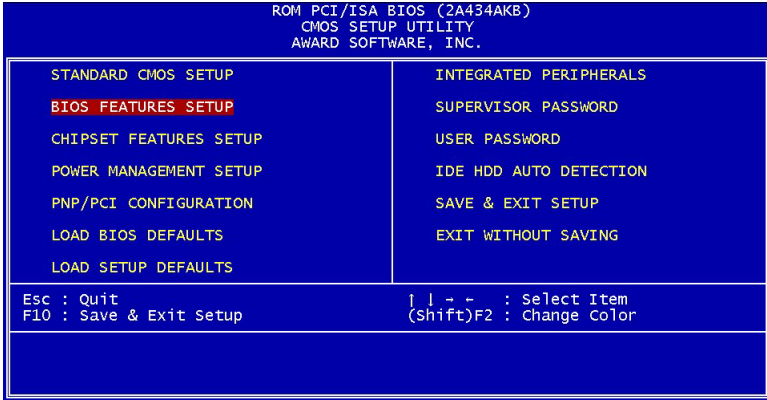 ROM PCI/ISA BIOS (2A434AKB)
CMOS SETUP UTILITY
AWARD SOFTWARE, INC.
STANDARD CMOS SETUP
BIOS FEATURES SETUP
CHIPSET FEATURES SETUP
POWER MANAGEMENT SETUP
PNP/PCI CONFIGURATION
LOAD BIOS DEFAULTS
LOAD SETUP DEFAULTS
INTEGRATED PERIPHERALS
SUPERVISOR PASSWORD
USER PASSWORD
IDE HDD AUTO DETECTION
SAVE & EXIT SETUP
EXIT WITHOUT SAVING
Esc : Quit
F10 : Save & Exit Setup
↑ ↓ → ← : Select Item
(Shift)F2 : Change Color